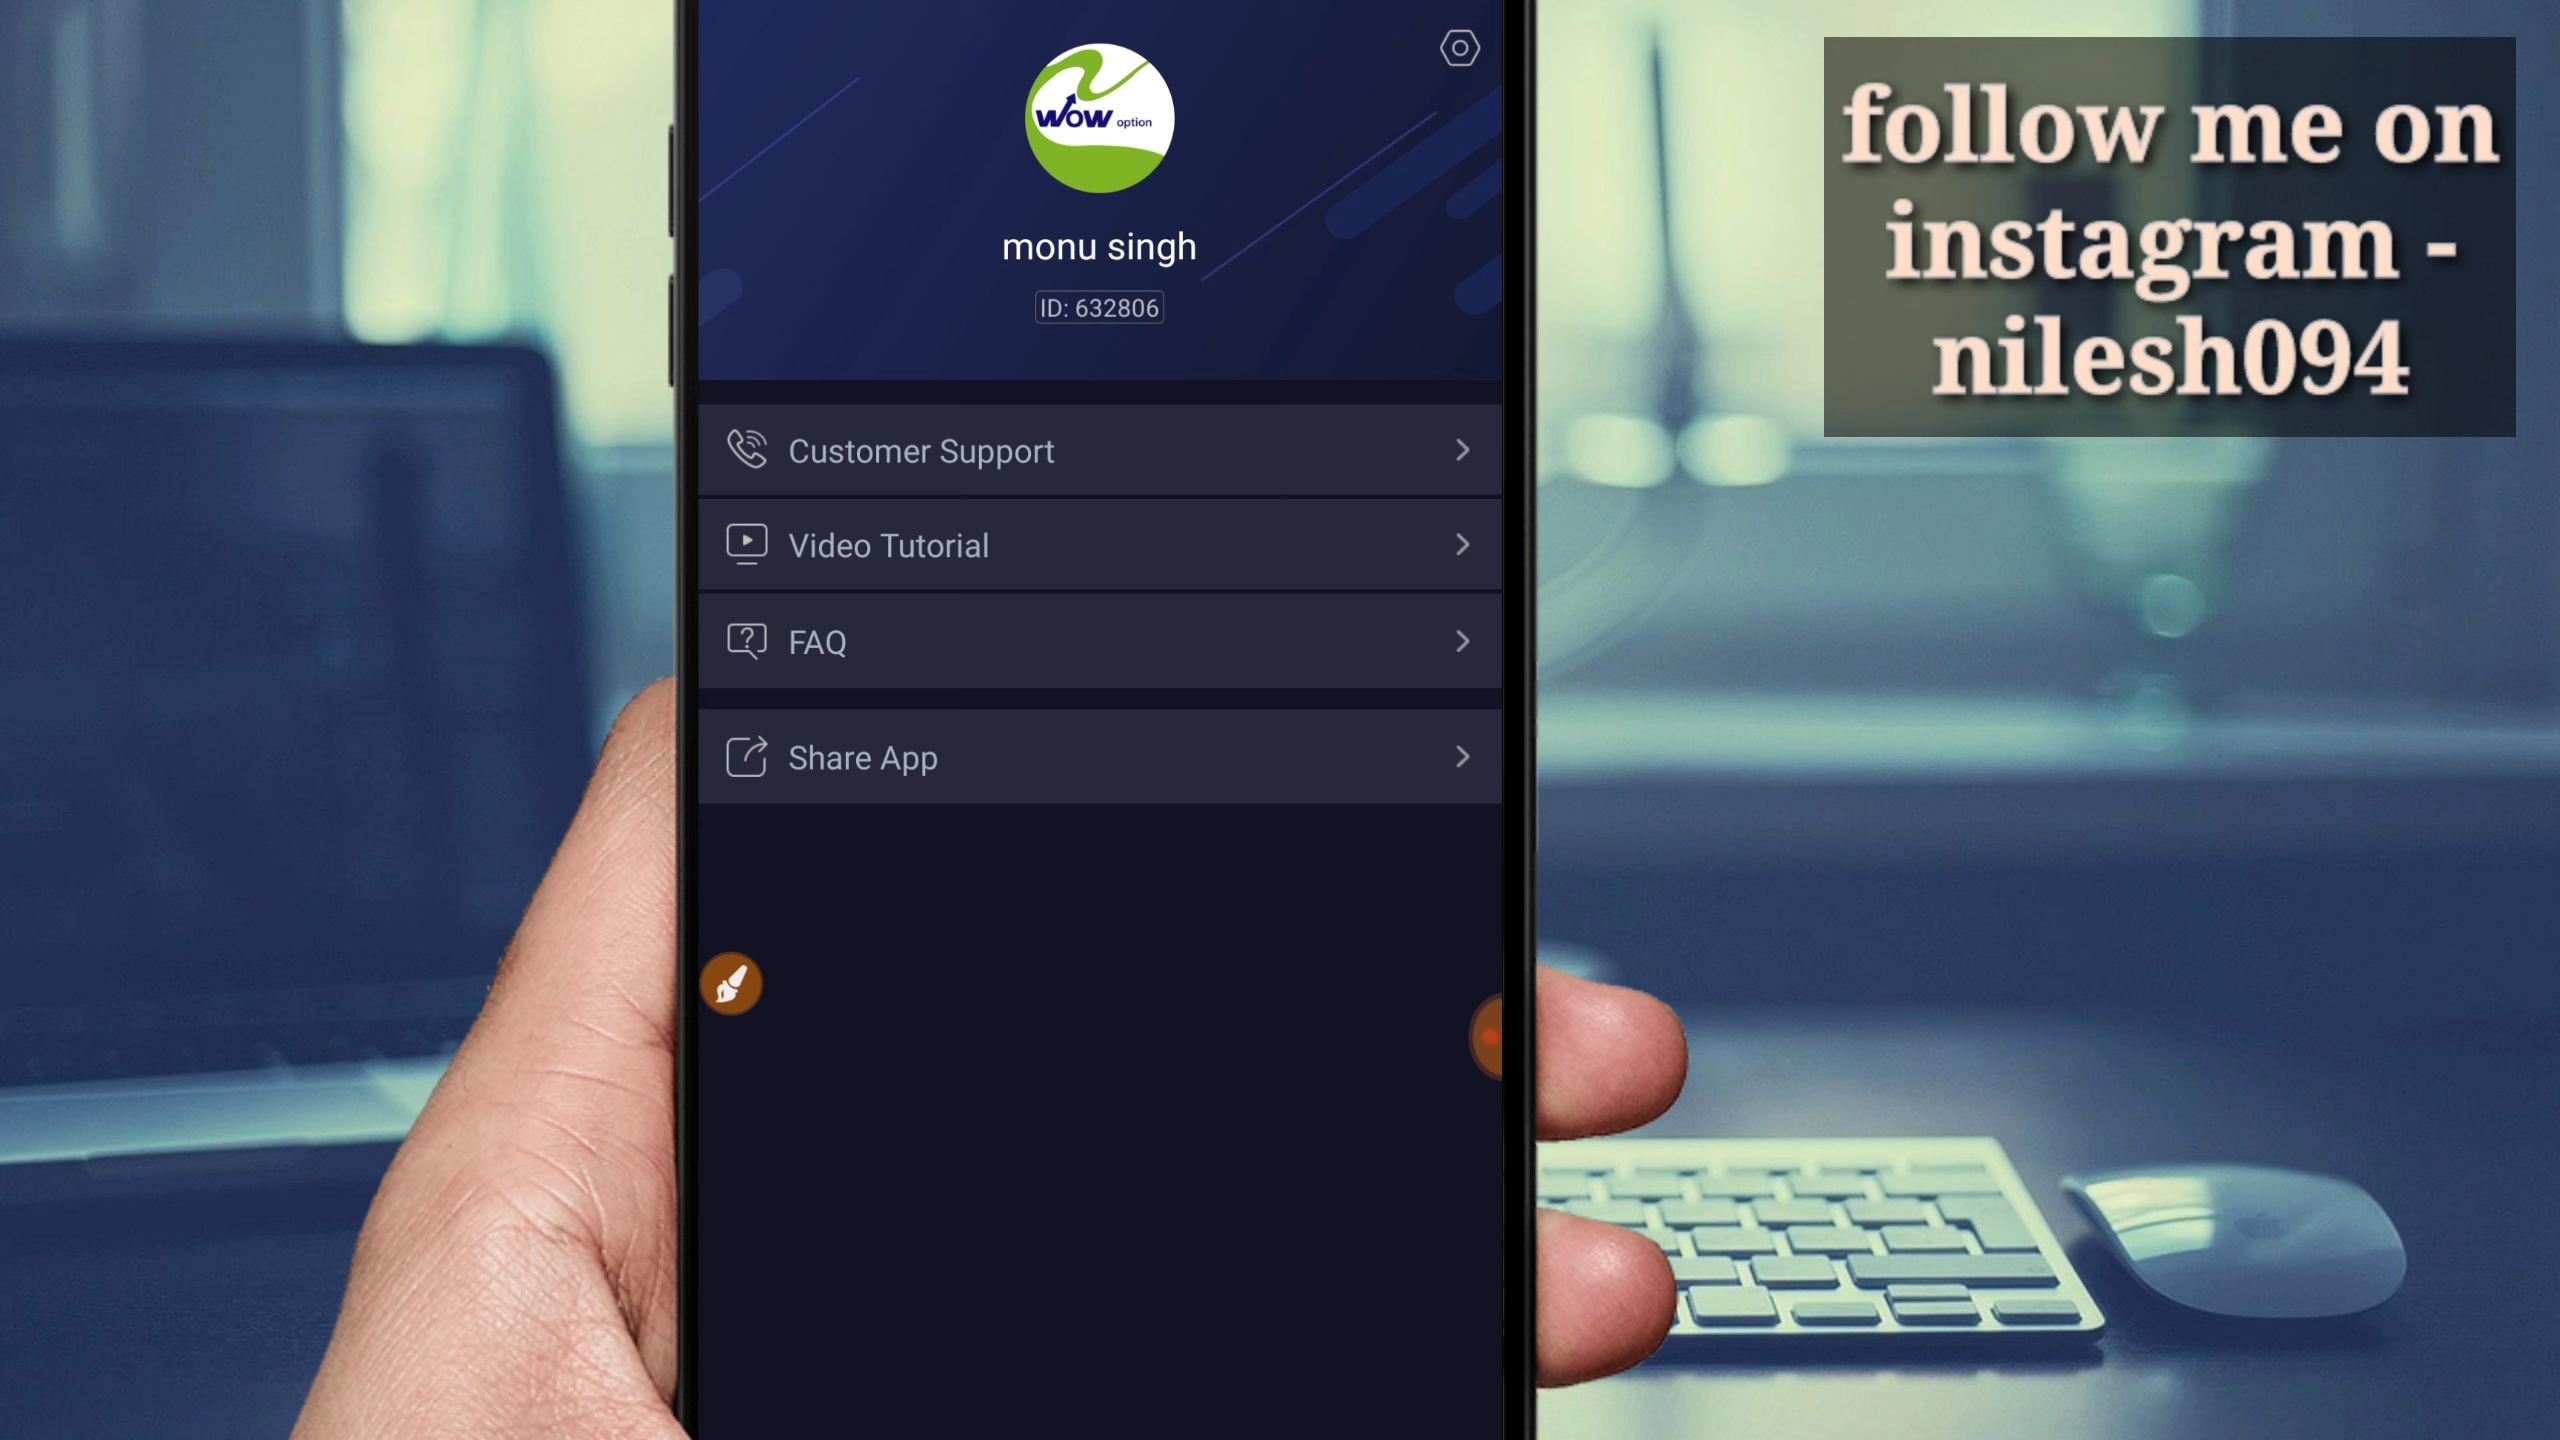 wow option
monu singh
ID: 632806
Customer Support
Video Tutorial
FAQ
Share App
follow me on
instagram -
nilesh094